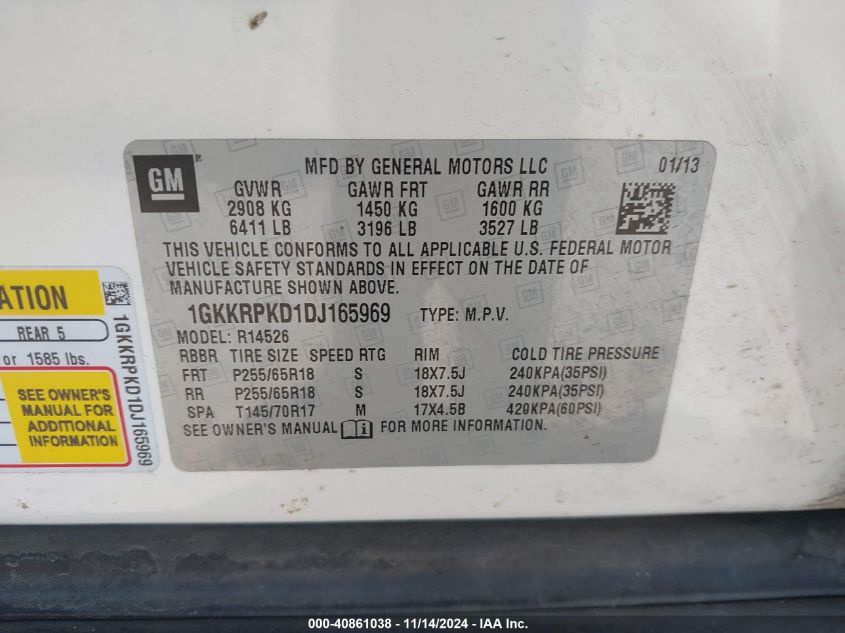 GM ®
MFD BY GENERAL MOTORS LLC 01/13
GVWR GAWR FRT GAWR RR
2908 KG 1450 KG 1600 KG
6411 LB 3196 LB 3527 LB
THIS VEHICLE CONFORMS TO ALL APPLICABLE U.S. FEDERAL MOTOR
VEHICLE SAFETY STANDARDS IN EFFECT ON THE DATE OF
MANUFACTURE SHOWN ABOVE.
1GKKRPKD1DJ165969 TYPE: M.P.V.
MODEL: R14526
RBBR TIRE SIZE SPEED RTG RIM COLD TIRE PRESSURE
FRT P255/65R18 S 18X7.5J 240KPA(35PSI)
RR P255/65R18 S 18X7.5J 240KPA(35PSI)
SPA T145/70R17 M 17X4.5B 420KPA(60PSI)
SEE OWNER'S MANUAL i FOR MORE INFORMATION.
ATION
REAR 5
or 1585 lbs.
SEE OWNER'S
MANUAL FOR
ADDITIONAL
INFORMATION
1GKKRPKD1DJ165969
000-40861038 - 11/14/2024 - IAA Inc.